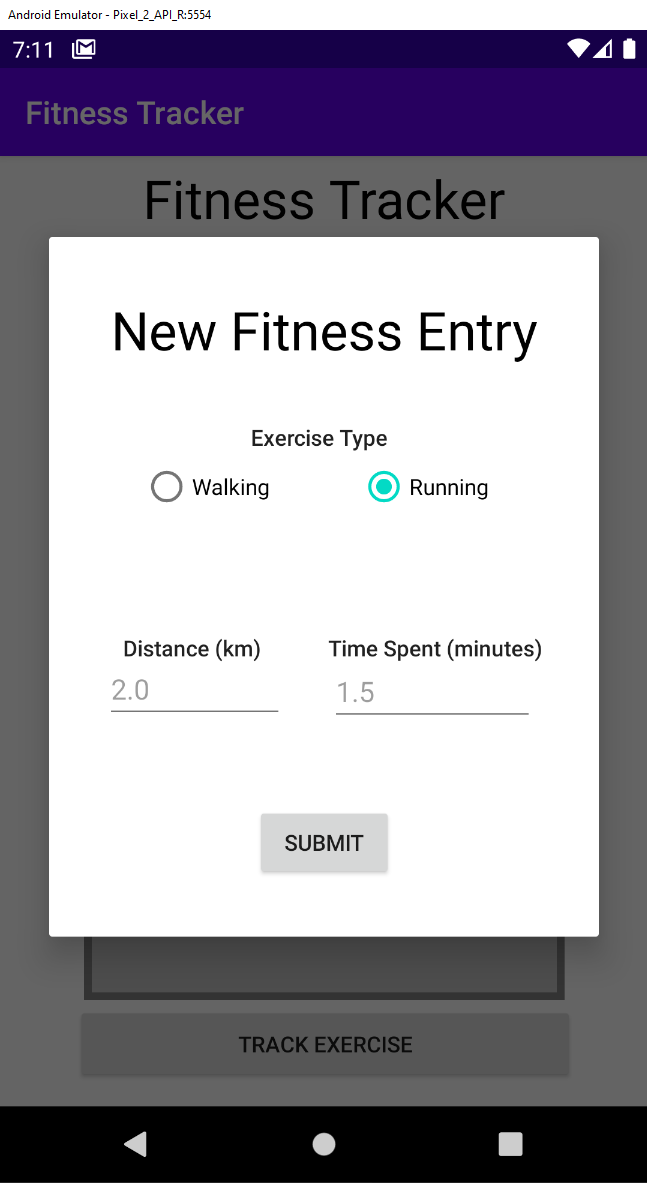 Android Emulator - Pixel_2_API_R:5554
7:11
Fitness Tracker
Fitness Tracker
New Fitness Entry
Exercise Type
Walking Running
Distance (km) Time Spent (minutes)
2.0 1.5
SUBMIT
TRACK EXERCISE